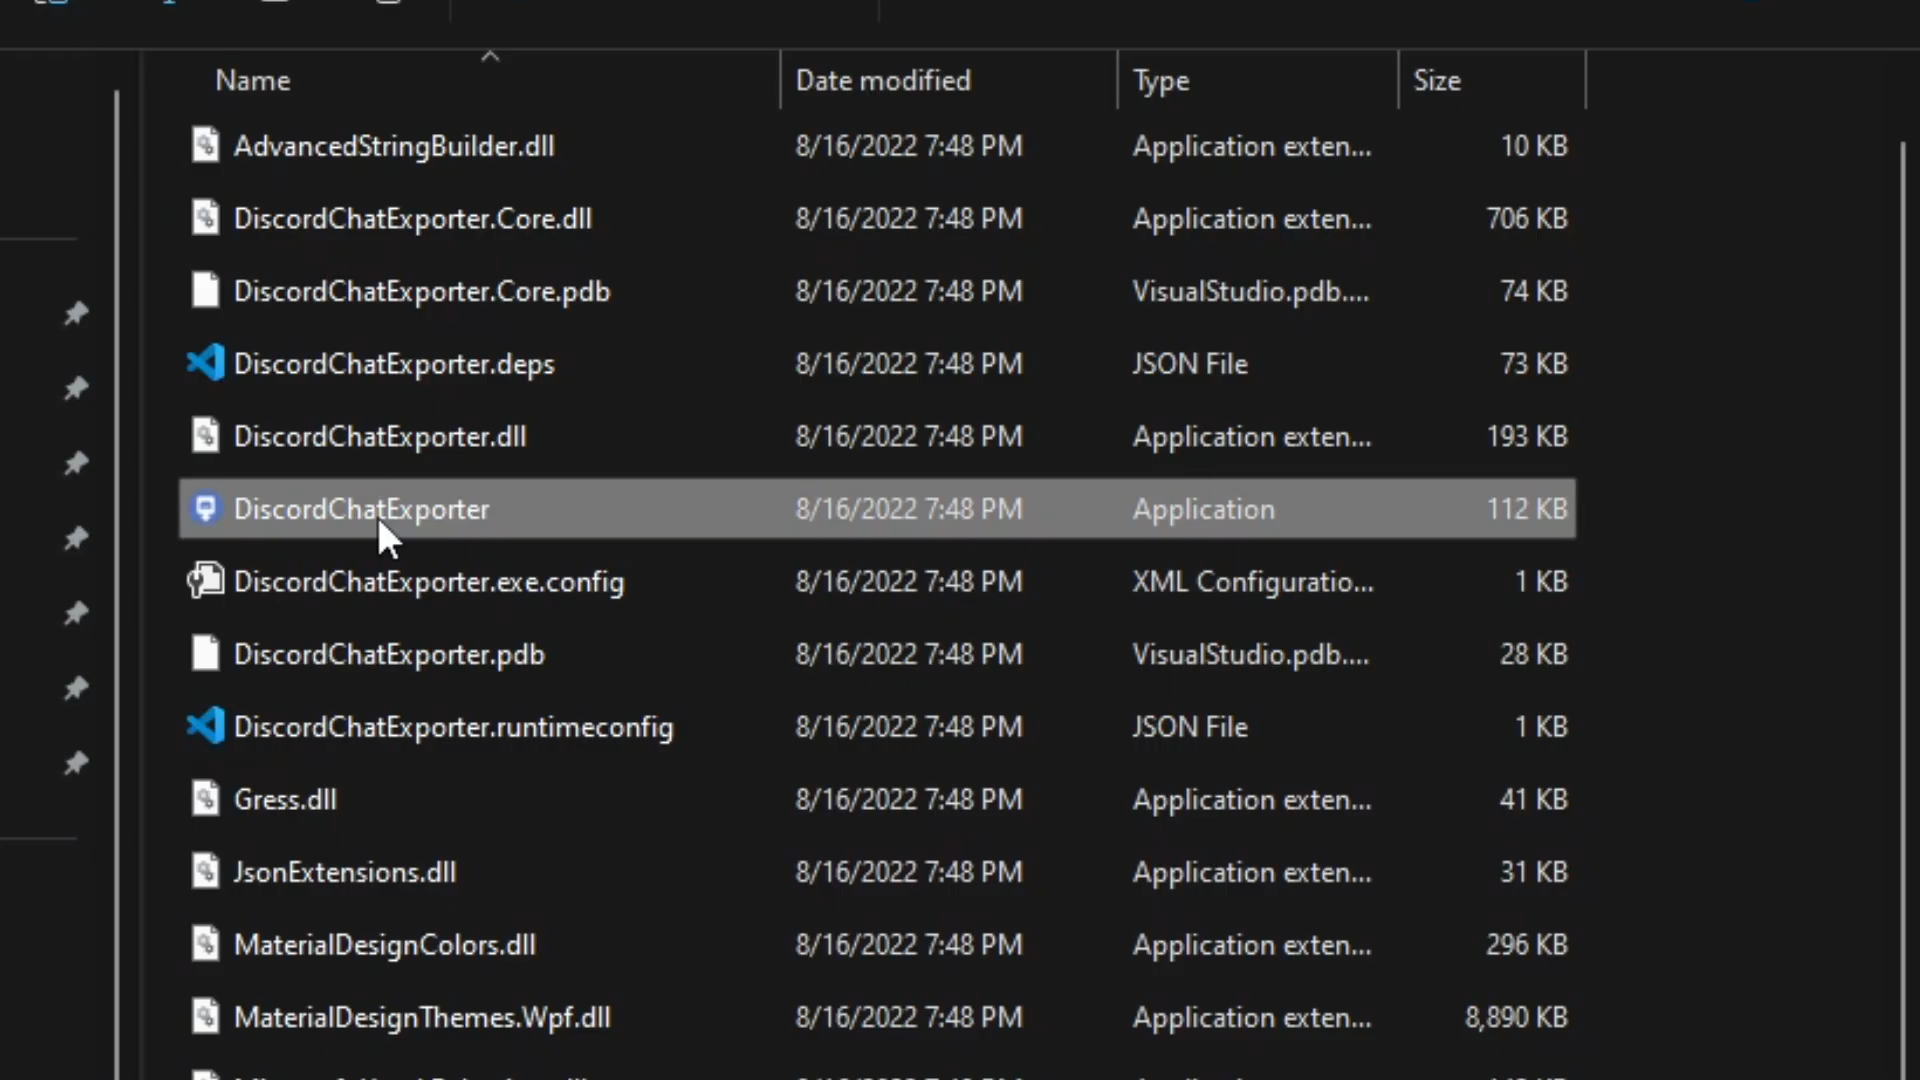 Name Date modified Type Size
AdvancedStringBuilder.dll 8/16/2022 7:48 PM Application exten... 10 KB
DiscordChatExporter.Core.dll 8/16/2022 7:48 PM Application exten... 706 KB
DiscordChatExporter.Core.pdb 8/16/2022 7:48 PM VisualStudio.pdb.... 74 KB
DiscordChatExporter.deps 8/16/2022 7:48 PM JSON File 73 KB
DiscordChatExporter.dll 8/16/2022 7:48 PM Application exten... 193 KB
DiscordChatExporter 8/16/2022 7:48 PM Application 112 KB
DiscordChatExporter.exe.config 8/16/2022 7:48 PM XML Configuratio... 1 KB
DiscordChatExporter.pdb 8/16/2022 7:48 PM VisualStudio.pdb.... 28 KB
DiscordChatExporter.runtimeconfig 8/16/2022 7:48 PM JSON File 1 KB
Gress.dll 8/16/2022 7:48 PM Application exten... 41 KB
JsonExtensions.dll 8/16/2022 7:48 PM Application exten... 31 KB
MaterialDesignColors.dll 8/16/2022 7:48 PM Application exten... 296 KB
MaterialDesignThemes.Wpf.dll 8/16/2022 7:48 PM Application exten... 8,890 KB